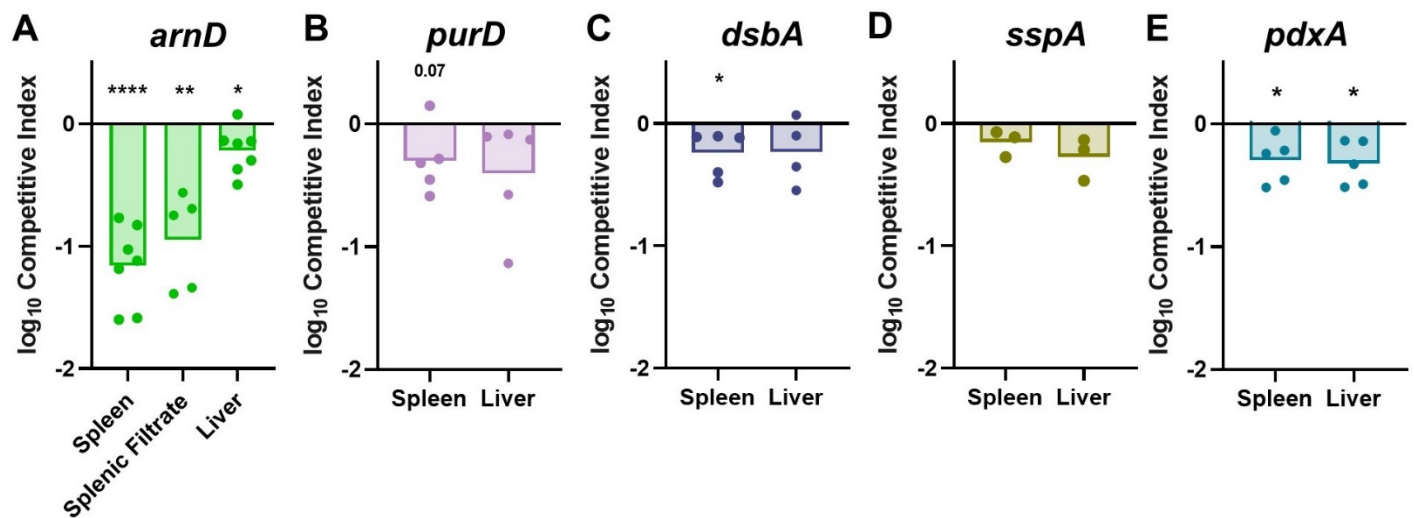 A arnD
log10 Competitive Index
**** ** *
0
-1
-2
Spleen
Splenic Filtrate
Liver
B purD
log10 Competitive Index
0.07
0
-1
-2
Spleen Liver
C dsbA
log10 Competitive Index
*
0
-1
-2
Spleen Liver
D sspA
log10 Competitive Index
0
-1
-2
Spleen Liver
E pdxA
log10 Competitive Index
* *
0
-1
-2
Spleen Liver